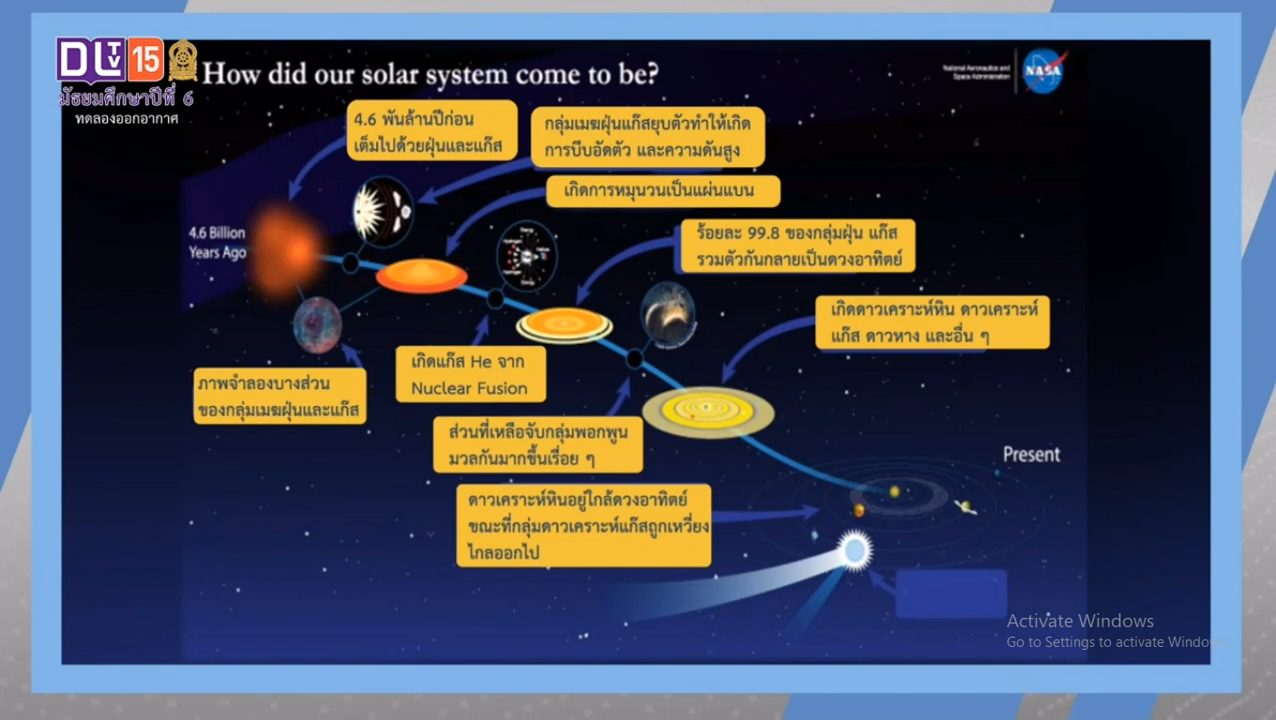 DLTV 15
มัธยมศึกษาปีที่ 6
ทดลองออกอากาศ
How did our solar system come to be?
National Aeronautics and
Space Administration
NASA
4.6 พันล้านปีก่อน
เต็มไปด้วยฝุ่นและแก๊ส
กลุ่มเมฆฝุ่นแก๊สยุบตัวทำให้เกิด
การบีบอัดตัว และความดันสูง
เกิดการหมุนวนเป็นแผ่นแบน
4.6 Billion
Years Ago
ร้อยละ 99.8 ของกลุ่มฝุ่น แก๊ส
รวมตัวกันกลายเป็นดวงอาทิตย์
เกิดดาวเคราะห์หิน ดาวเคราะห์
แก๊ส ดาวหาง และอื่น ๆ
ภาพจำลองบางส่วน
ของกลุ่มเมฆฝุ่นและแก๊ส
เกิดแก๊ส He จาก
Nuclear Fusion
ส่วนที่เหลือจับกลุ่มพอกพูน
มวลกันมากขึ้นเรื่อย ๆ
Present
ดาวเคราะห์หินอยู่ใกล้ดวงอาทิตย์
ขณะที่กลุ่มดาวเคราะห์แก๊สถูกเหวี่ยง
ไกลออกไป
Activate Windows
Go to Settings to activate Windows